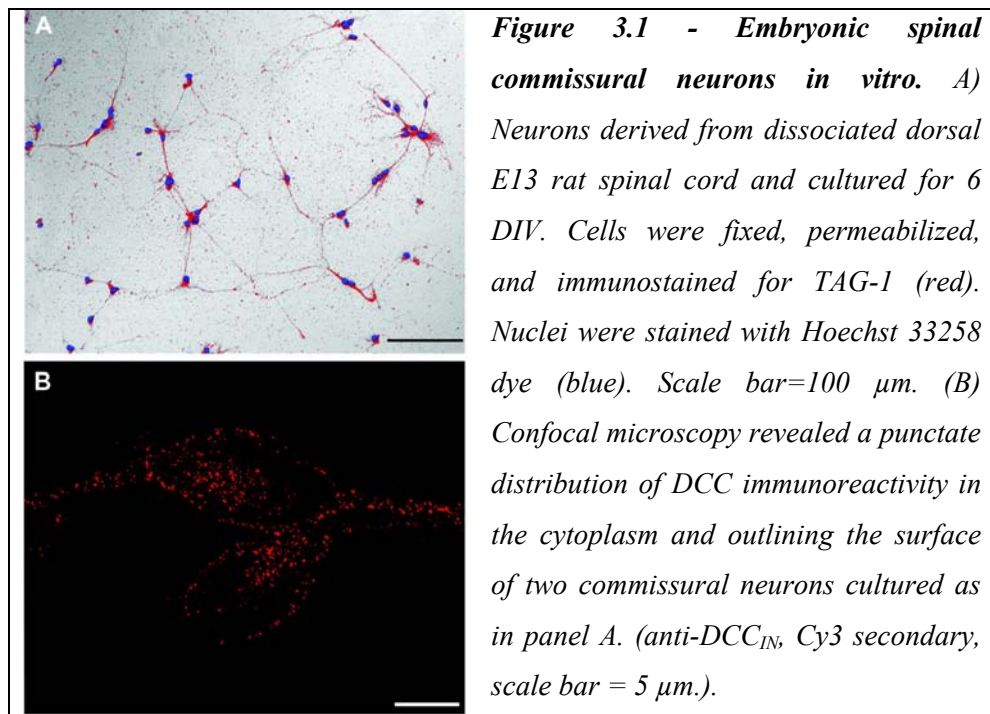 A
B
Figure 3.1 - Embryonic spinal
commissural neurons in vitro. A)
Neurons derived from dissociated dorsal
E13 rat spinal cord and cultured for 6
DIV. Cells were fixed, permeabilized,
and immunostained for TAG-1 (red).
Nuclei were stained with Hoechst 33258
dye (blue). Scale bar=100 µm. (B)
Confocal microscopy revealed a punctate
distribution of DCC immunoreactivity in
the cytoplasm and outlining the surface
of two commissural neurons cultured as
in panel A. (anti-DCCIN, Cy3 secondary,
scale bar = 5 µm.).